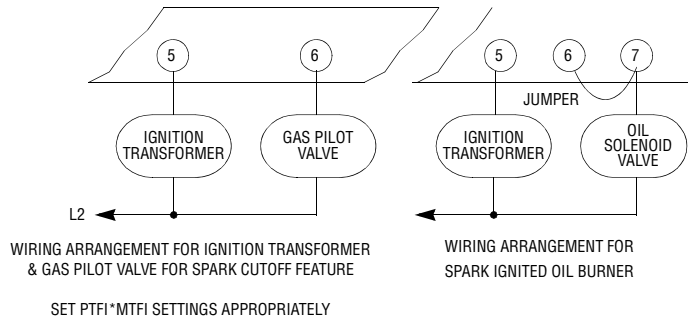 5
6
IGNITION
TRANSFORMER
GAS PILOT
VALVE
L2
WIRING ARRANGEMENT FOR IGNITION TRANSFORMER
& GAS PILOT VALVE FOR SPARK CUTOFF FEATURE
SET PTFI*MTFI SETTINGS APPROPRIATELY
5
6
7
JUMPER
IGNITION
TRANSFORMER
OIL
SOLENOID
VALVE
WIRING ARRANGEMENT FOR
SPARK IGNITED OIL BURNER